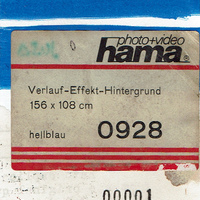 photo+video
hama®
Verlauf-Effekt-Hintergrund
156 x 108 cm
hellblau 0928
00001